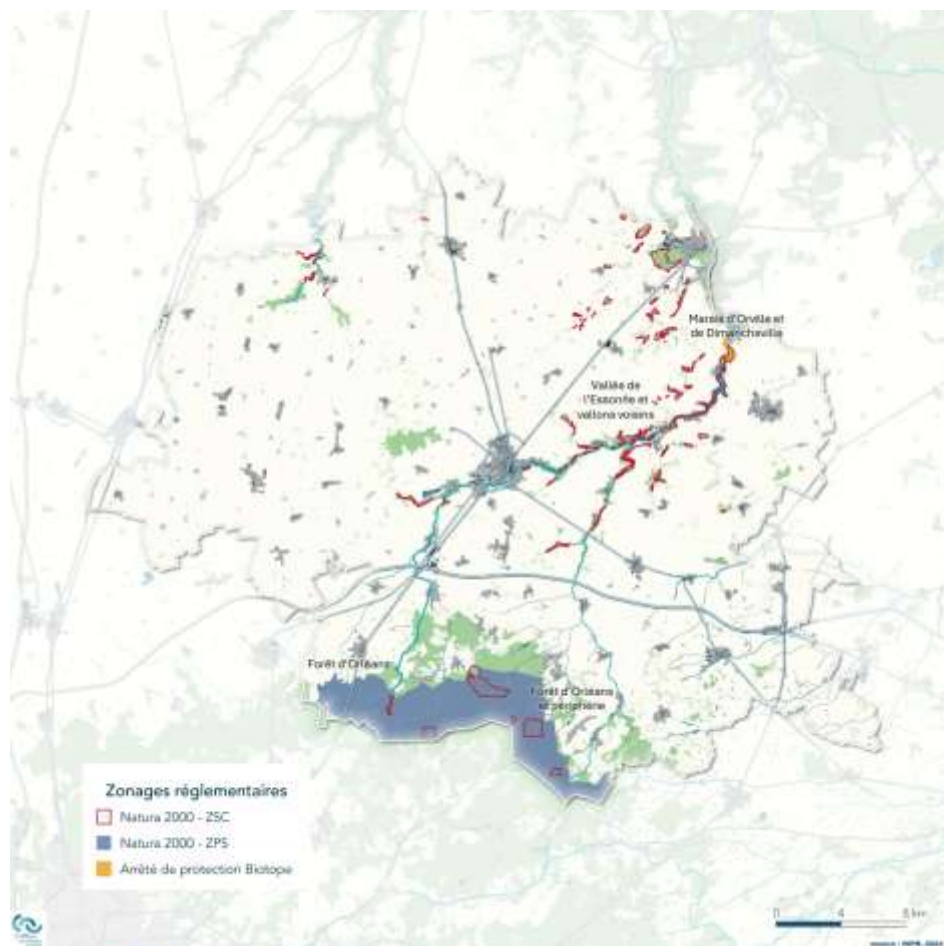 Marais d'Orville et
de Dimancheville
Vallée de
l'Essonne et
vallons voisins
Forêt d'Orléans
Forêt d'Orléans
et périphérie
Zonages réglementaires
Natura 2000 - ZSC
Natura 2000 - ZPS
Arrêté de protection Biotope
0 4 8 km